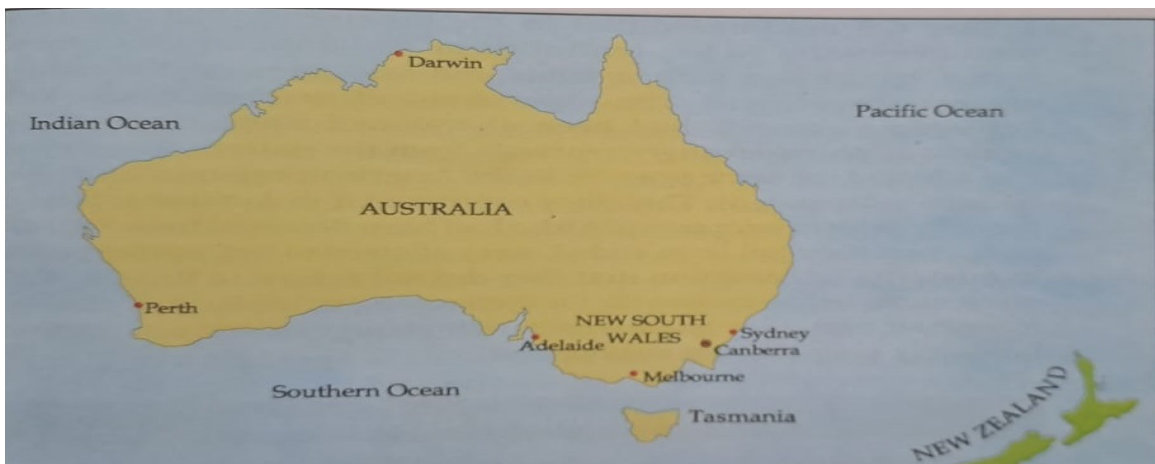 Darwin
Indian Ocean
Pacific Ocean
AUSTRALIA
Perth
NEW SOUTH
WALES
Sydney
Adelaide
Canberra
Melbourne
Southern Ocean
Tasmania
NEW ZEALAND